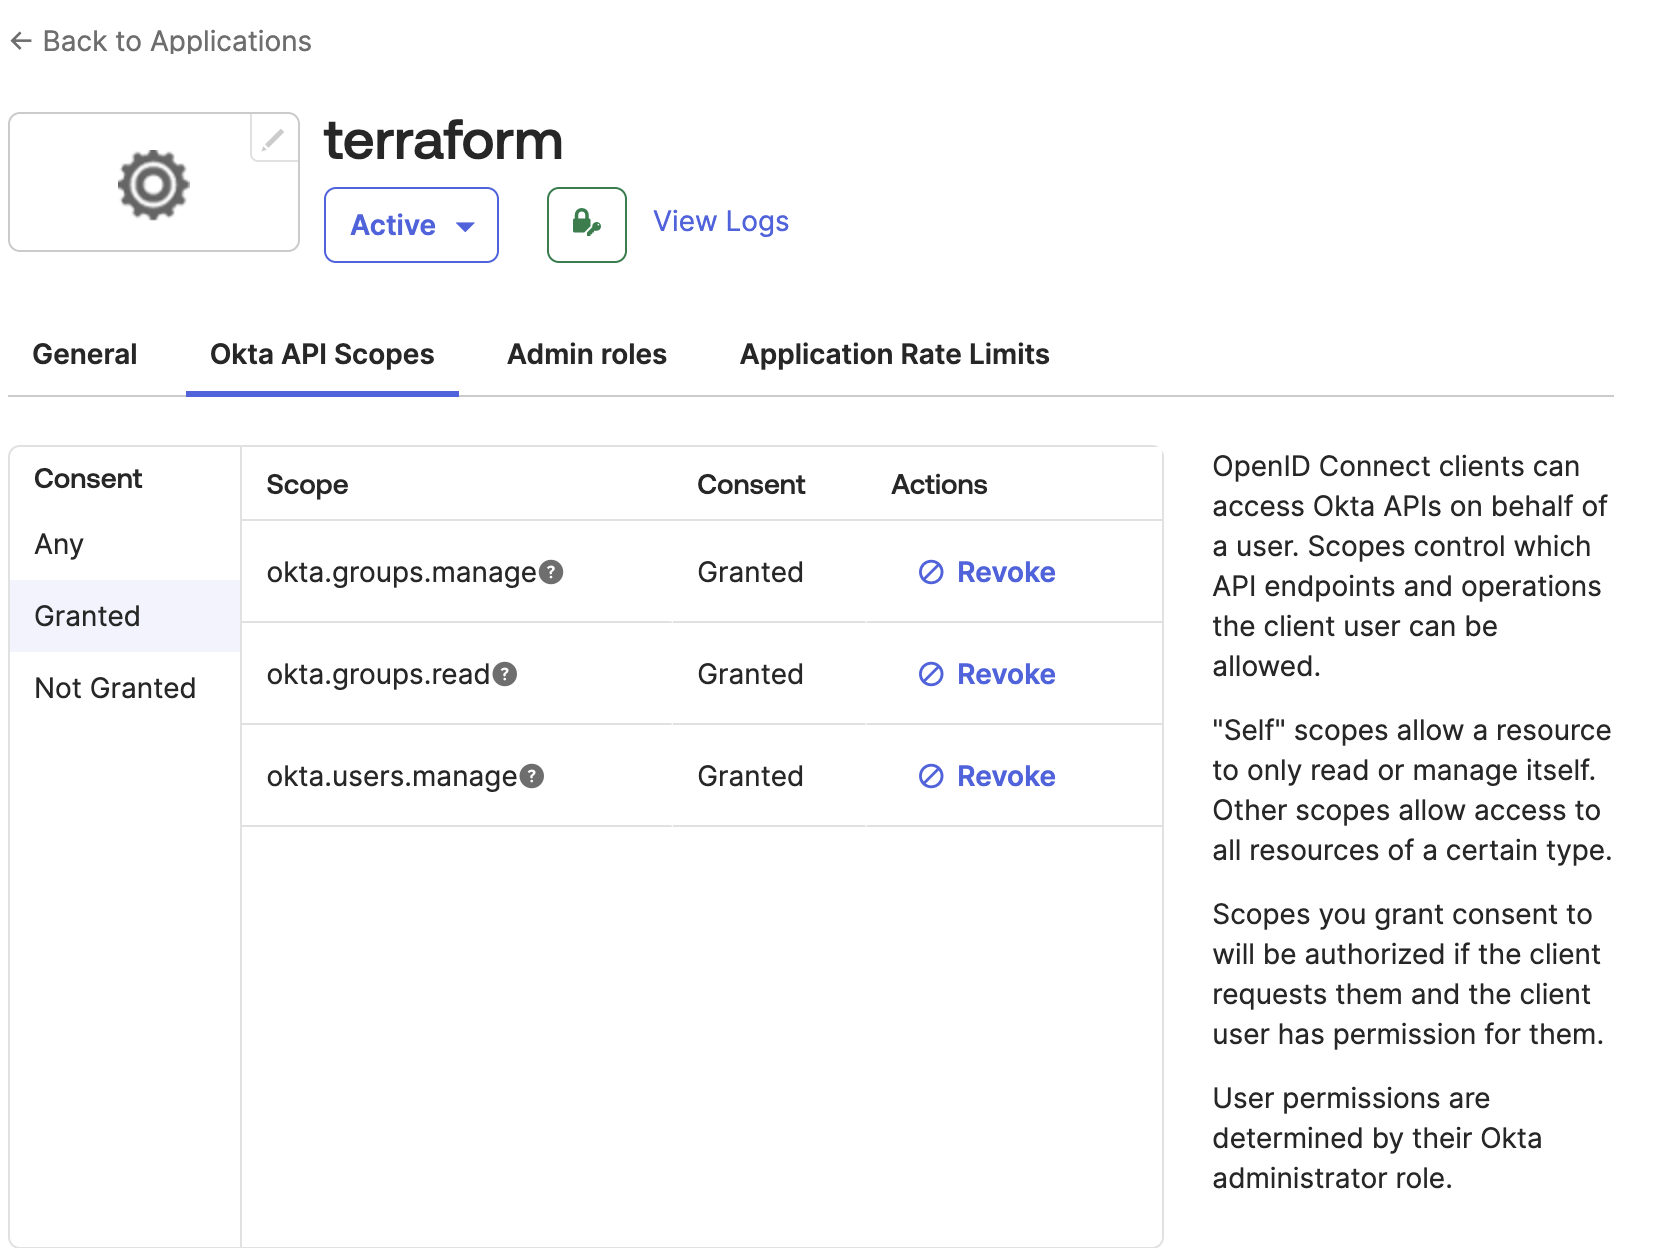 ← Back to Applications
terraform
Active
View Logs
General
Okta API Scopes
Admin roles
Application Rate Limits
Consent
Any
Granted
Not Granted
Scope Consent Actions
okta.groups.manage ? Granted Revoke
okta.groups.read ? Granted Revoke
okta.users.manage ? Granted Revoke
OpenID Connect clients can
access Okta APIs on behalf of
a user. Scopes control which
API endpoints and operations
the client user can be
allowed.
"Self" scopes allow a resource
to only read or manage itself.
Other scopes allow access to
all resources of a certain type.
Scopes you grant consent to
will be authorized if the client
requests them and the client
user has permission for them.
User permissions are
determined by their Okta
administrator role.